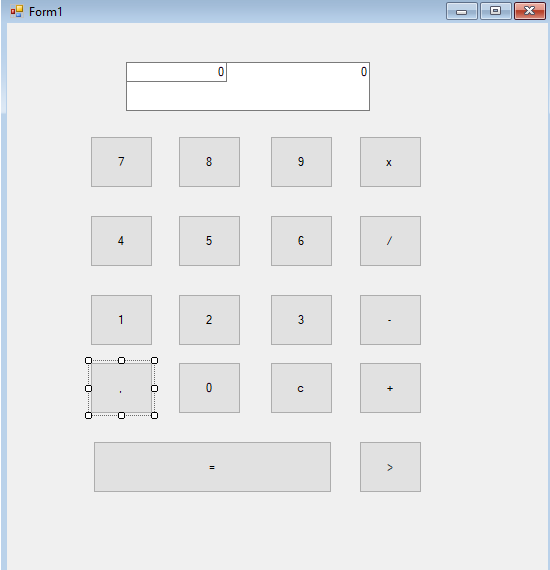 Form1
0 0
7 8 9 x
4 5 6 /
1 2 3 -
. 0 c +
= >